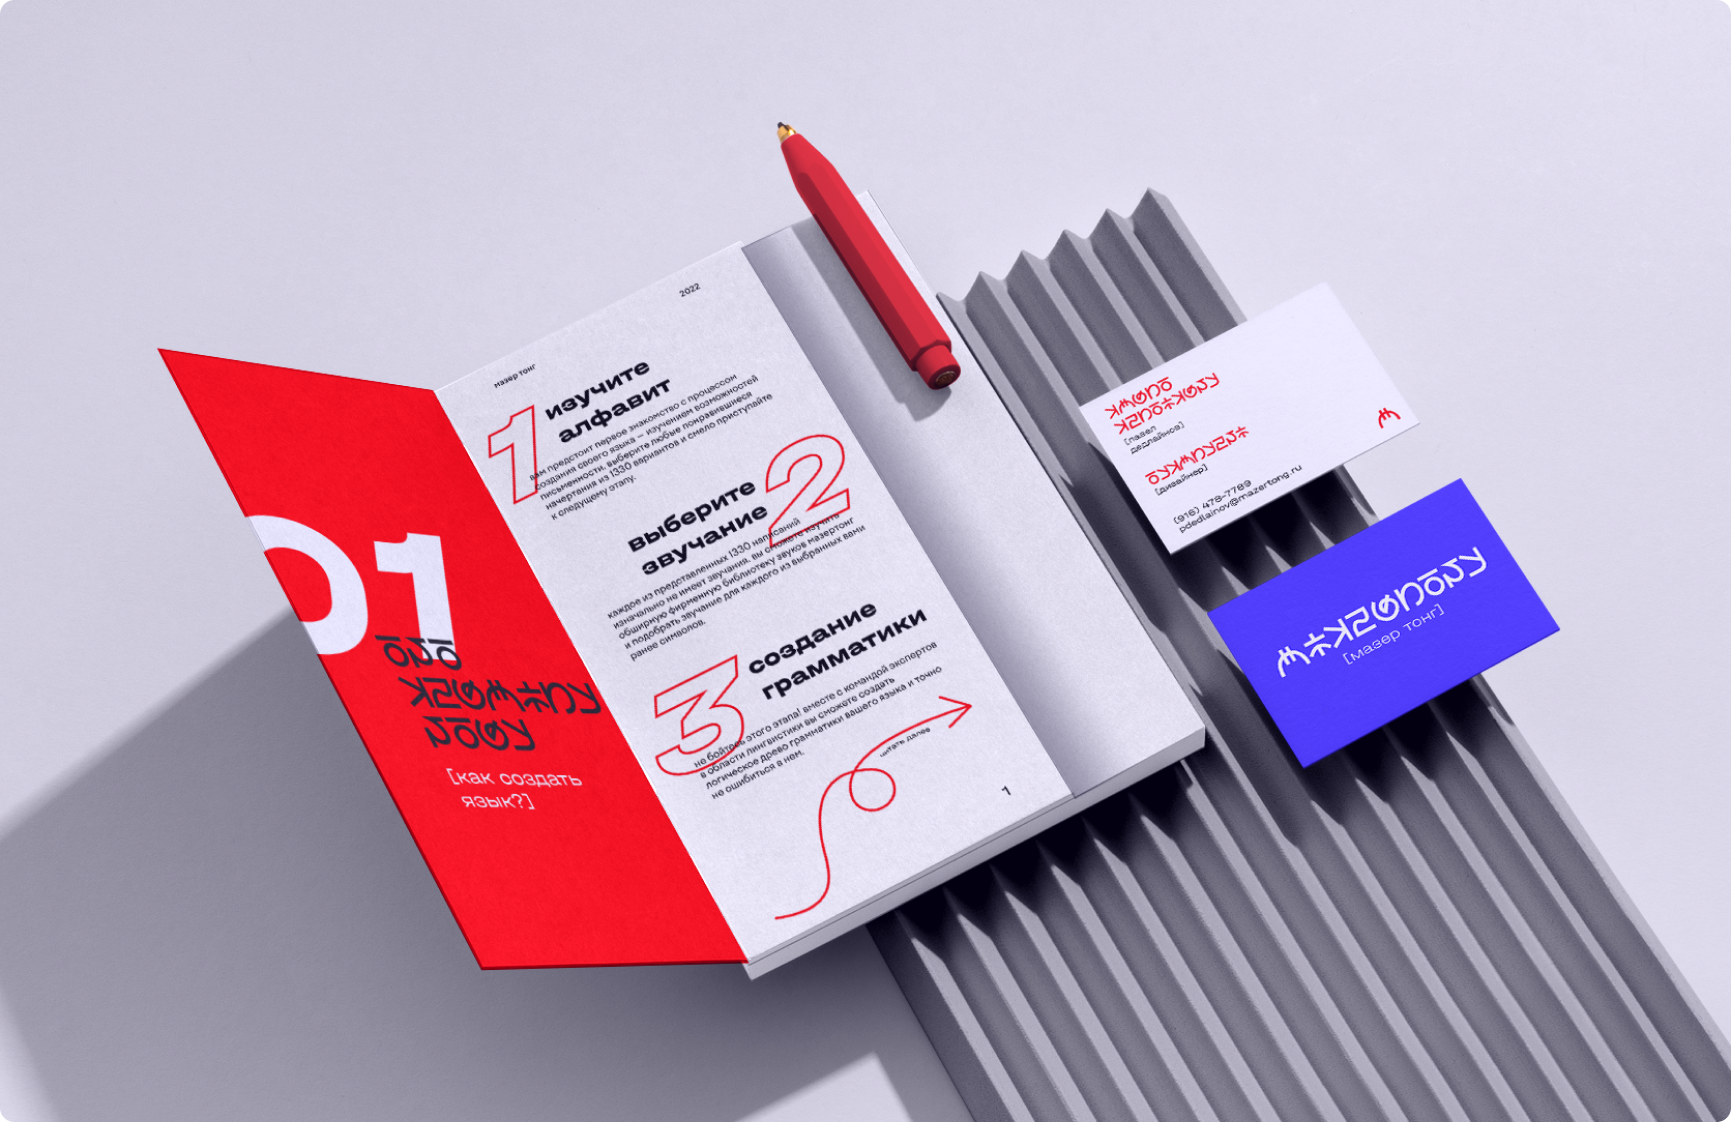 01
[как создать
язык?]
мазер тонг
2022
1
изучите
алфавит
вам предстоит первое знакомство с процессом
создания своего языка — изучением возможностей
письменности. выберите любые понравившиеся
начертания из 1330 вариантов и смело приступайте
к следущему этапу.
2
выберите
звучание
каждое из представленных 1330 написаний
изначально не имеет звучания. вы сможете изучить
обширную фирменную библиотеку звуков мазертонг
и подобрать звучание для каждого из выбранных вами
ранее символов.
3
создание
грамматики
не бойтесь этого этапа! вместе с командой экспертов
в области лингвистики вы сможете создать
логическое древо грамматики вашего языка и точно
не ошибиться в нем.
читать далее
1
[павел
дедлайнов]
[дизайнер]
(916) 478-7789
pdedlainov@mazertong.ru
[мазер тонг]